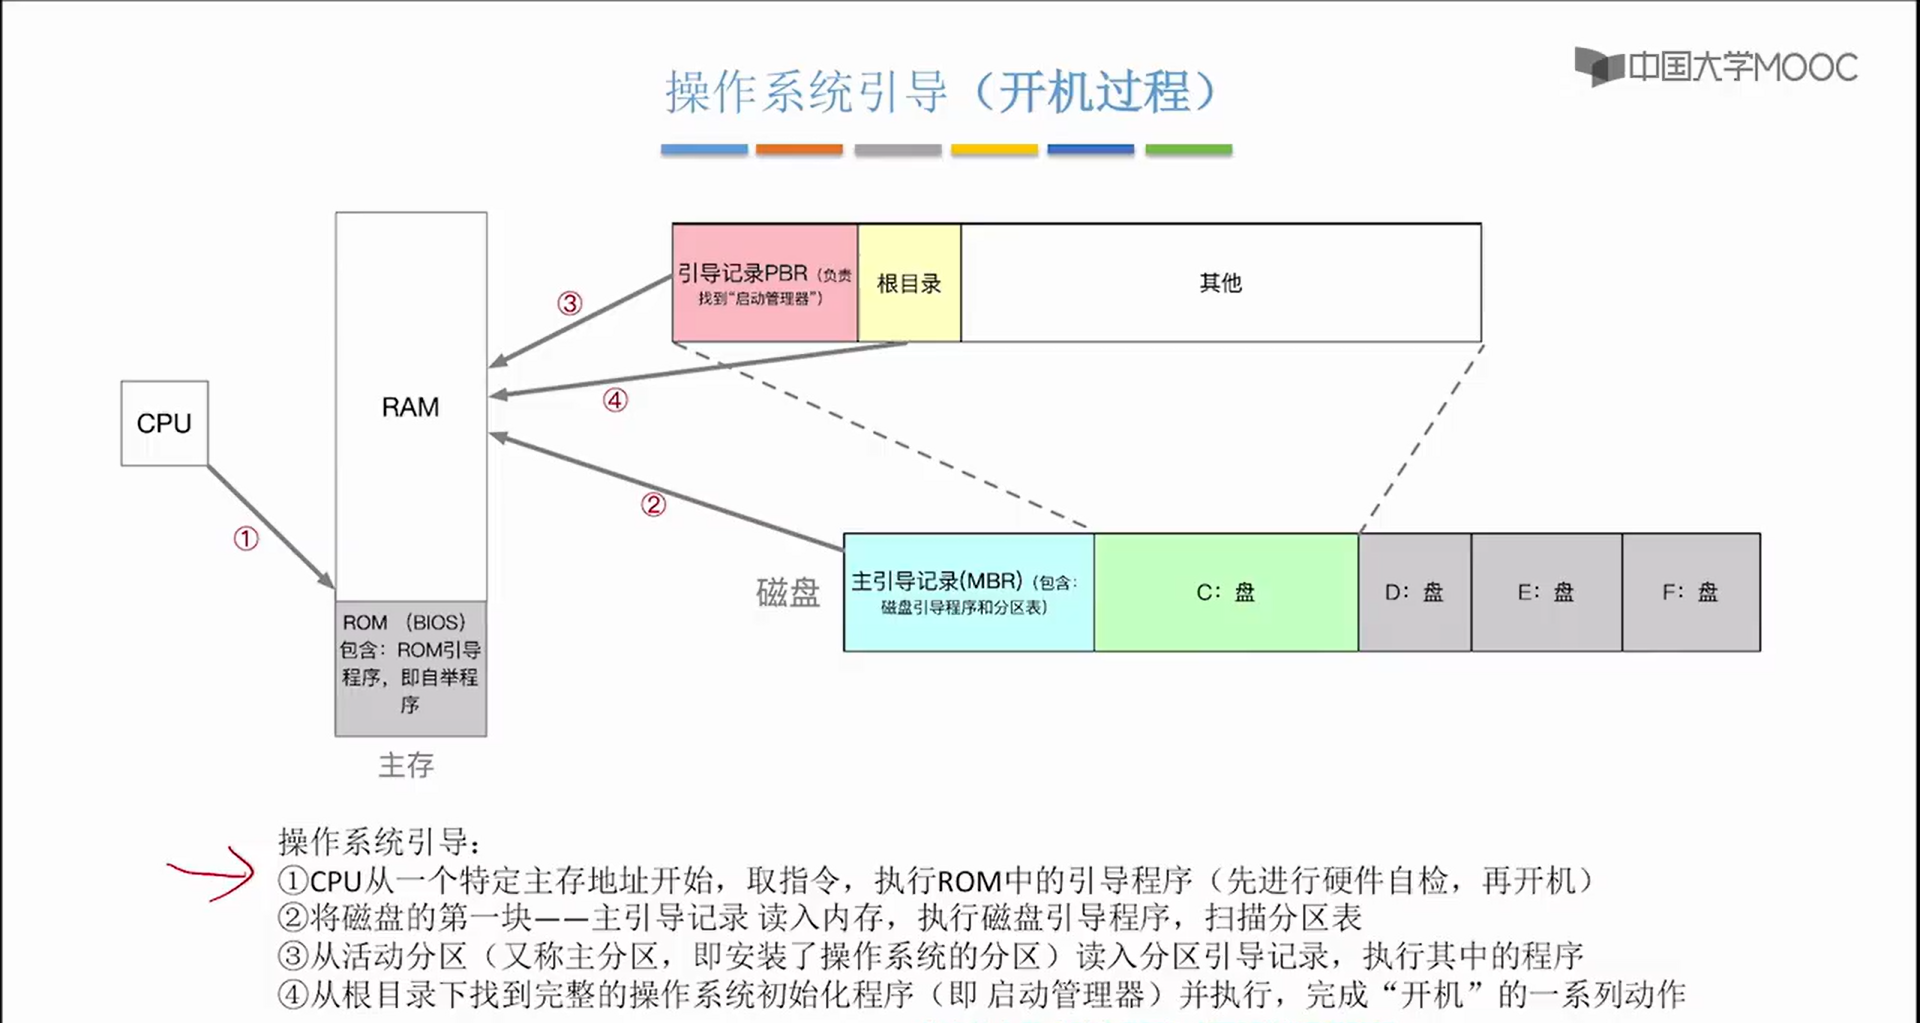 中国大学MOOC
操作系统引导（开机过程）
引导记录PBR（负责
找到“启动管理器”）
根目录
其他
③
RAM
④
CPU
②
①
磁盘
主引导记录(MBR)（包含：
磁盘引导程序和分区表）
C：盘
D：盘
E：盘
F：盘
ROM （BIOS）
包含：ROM引导
程序，即自举程
序
主存
操作系统引导：
①CPU从一个特定主存地址开始，取指令，执行ROM中的引导程序（先进行硬件自检，再开机）
②将磁盘的第一块——主引导记录 读入内存，执行磁盘引导程序，扫描分区表
③从活动分区（又称主分区，即安装了操作系统的分区）读入分区引导记录，执行其中的程序
④从根目录下找到完整的操作系统初始化程序（即 启动管理器）并执行，完成“开机”的一系列动作